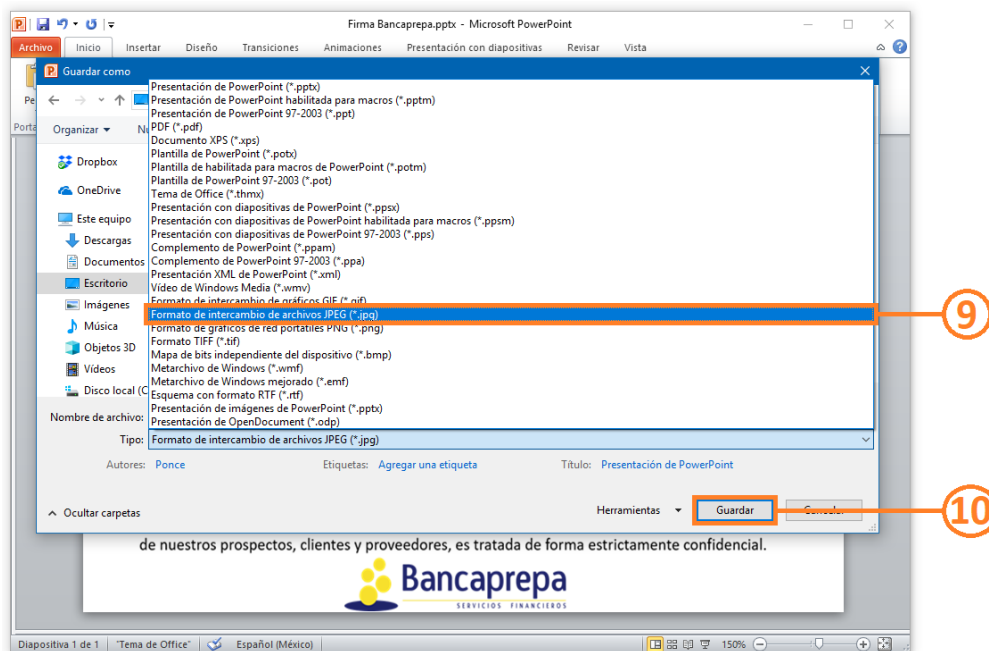 Firma Bancaprepa.pptx - Microsoft PowerPoint
Archivo Inicio Insertar Diseño Transiciones Animaciones Presentación con diapositivas Revisar Vista
Guardar como
Organizar
Dropbox
OneDrive
Este equipo
Descargas
Documentos
Escritorio
Imágenes
Música
Objetos 3D
Vídeos
Disco local (C
Presentación de PowerPoint (*.pptx)
Presentación de PowerPoint habilitada para macros (*.pptm)
Presentación de PowerPoint 97-2003 (*.ppt)
PDF (*.pdf)
Documento XPS (*.xps)
Plantilla de PowerPoint (*.potx)
Plantilla de habilitada para macros de PowerPoint (*.potm)
Plantilla de PowerPoint 97-2003 (*.pot)
Tema de Office (*.thmx)
Presentación con diapositivas de PowerPoint (*.ppsx)
Presentación con diapositivas de PowerPoint habilitada para macros (*.ppsm)
Presentación con diapositivas de PowerPoint 97-2003 (*.pps)
Complemento de PowerPoint (*.ppam)
Complemento de PowerPoint 97-2003 (*.ppa)
Presentación XML de PowerPoint (*.xml)
Vídeo de Windows Media (*.wmv)
Formato de intercambio de gráficos GIF (*.gif)
Formato de intercambio de archivos JPEG (*.jpg)
Formato de gráficos de red portátiles PNG (*.png)
Formato TIFF (*.tif)
Mapa de bits independiente del dispositivo (*.bmp)
Metarchivo de Windows (*.wmf)
Metarchivo de Windows mejorado (*.emf)
Esquema con formato RTF (*.rtf)
Presentación de imágenes de PowerPoint (*.pptx)
Presentación de OpenDocument (*.odp)
9
Nombre de archivo:
Tipo: Formato de intercambio de archivos JPEG (*.jpg)
Autores: Ponce Etiquetas: Agregar una etiqueta Título: Presentación de PowerPoint
Ocultar carpetas Herramientas Guardar Cancelar
10
de nuestros prospectos, clientes y proveedores, es tratada de forma estrictamente confidencial.
Bancaprepa
SERVICIOS FINANCIEROS
Diapositiva 1 de 1 "Tema de Office" Español (México) 150%